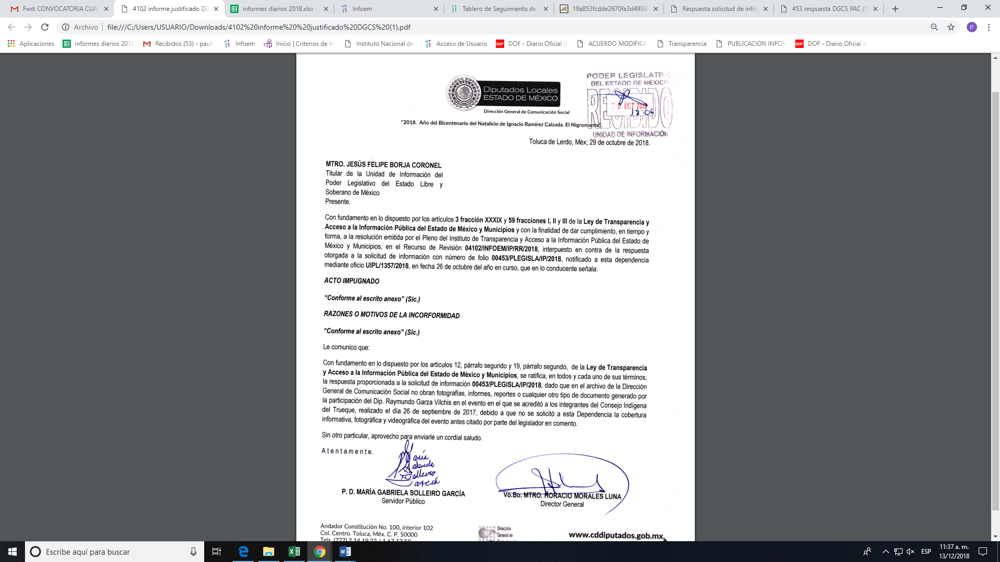 Fwd: CONVOCATORIA CUAD
4102 informe justificado DG
informes diarios 2018.xlsx -
Infoem
Tablero de Seguimiento de
19a853fcdde2670fa3d4936
Respuesta solicitud de infor
453 respuesta DGCS PAC (1
Archivo
file:///C:/Users/USUARIO/Downloads/4102%20informe%20%20justificado%20DGCS%20(1).pdf
P
Aplicaciones
informes diarios 2018
Recibidos (53) - pauli
Infoem
Inicio | Criterios de In
Instituto Nacional de
Acceso de Usuario
DOF - Diario Oficial d
ACUERDO MODIFICA
Transparencia
PUBLICACION INFOR
DOF - Diario Oficial d
Diputados Locales
ESTADO DE MÉXICO
Dirección General de Comunicación Social
PODER LEGISLATIVO
DEL ESTADO DE MÉXICO
RECIBIDO
29 OCT 2018
18:06
UNIDAD DE INFORMACIÓN
"2018. Año del Bicentenario del Natalicio de Ignacio Ramírez Calzada. El Nigromante".
Toluca de Lerdo, Méx; 29 de octubre de 2018.
MTRO. JESÚS FELIPE BORJA CORONEL
Titular de la Unidad de Información del
Poder Legislativo del Estado Libre y
Soberano de México
Presente.
Con fundamento en lo dispuesto por los artículos 3 fracción XXXIX y 59 fracciones I, II y III de la Ley de Transparencia y
Acceso a la Información Pública del Estado de México y Municipios y con la finalidad de dar cumplimiento, en tiempo y
forma, a la resolución emitida por el Pleno del Instituto de Transparencia y Acceso a la Información Pública del Estado de
México y Municipios, en el Recurso de Revisión 04102/INFOEM/IP/RR/2018, interpuesto en contra de la respuesta
otorgada a la solicitud de información con número de folio 00453/PLEGISLA/IP/2018, notificado a esta dependencia
mediante oficio UIPL/1357/2018, en fecha 26 de octubre del año en curso, que en lo conducente señala:
ACTO IMPUGNADO
"Conforme al escrito anexo" (Sic.)
RAZONES O MOTIVOS DE LA INCORFORMIDAD
"Conforme al escrito anexo" (Sic.)
Le comunico que:
Con fundamento en lo dispuesto por los artículos 12, párrafo segundo y 19, párrafo segundo, de la Ley de Transparencia
y Acceso a la Información Pública del Estado de México y Municipios, se ratifica, en todos y cada uno de sus términos,
la respuesta proporcionada a la solicitud de información 00453/PLEGISLA/IP/2018, dado que en el archivo de la Dirección
General de Comunicación Social no obran fotografías, informes, reportes o cualquier otro tipo de documento generado por
la participación del Dip. Raymundo Garza Vilchis en el evento en el que se acreditó a los integrantes del Consejo Indígena
del Trueque, realizado el día 26 de septiembre de 2017, debido a que no se solicitó a esta Dependencia la cobertura
informativa, fotográfica y videográfica del evento antes citado por parte del legislador en comento.
Sin otro particular, aprovecho para enviarle un cordial saludo.
Atentamente.
María
Gabriela
Solleiro
García
P. D. MARÍA GABRIELA SOLLEIRO GARCÍA
Servidor Público
Vo.Bo. MTRO. HORACIO MORALES LUNA
Director General
Andador Constitución No. 100, interior 102
Col. Centro. Toluca, Méx. C. P. 50000
Tels. (722) 2 14 18 22 / 1 67 17 58
Dirección
General de
www.cddiputados.gob.mx
Escribe aquí para buscar
ESP
11:37 a. m.
13/12/2018